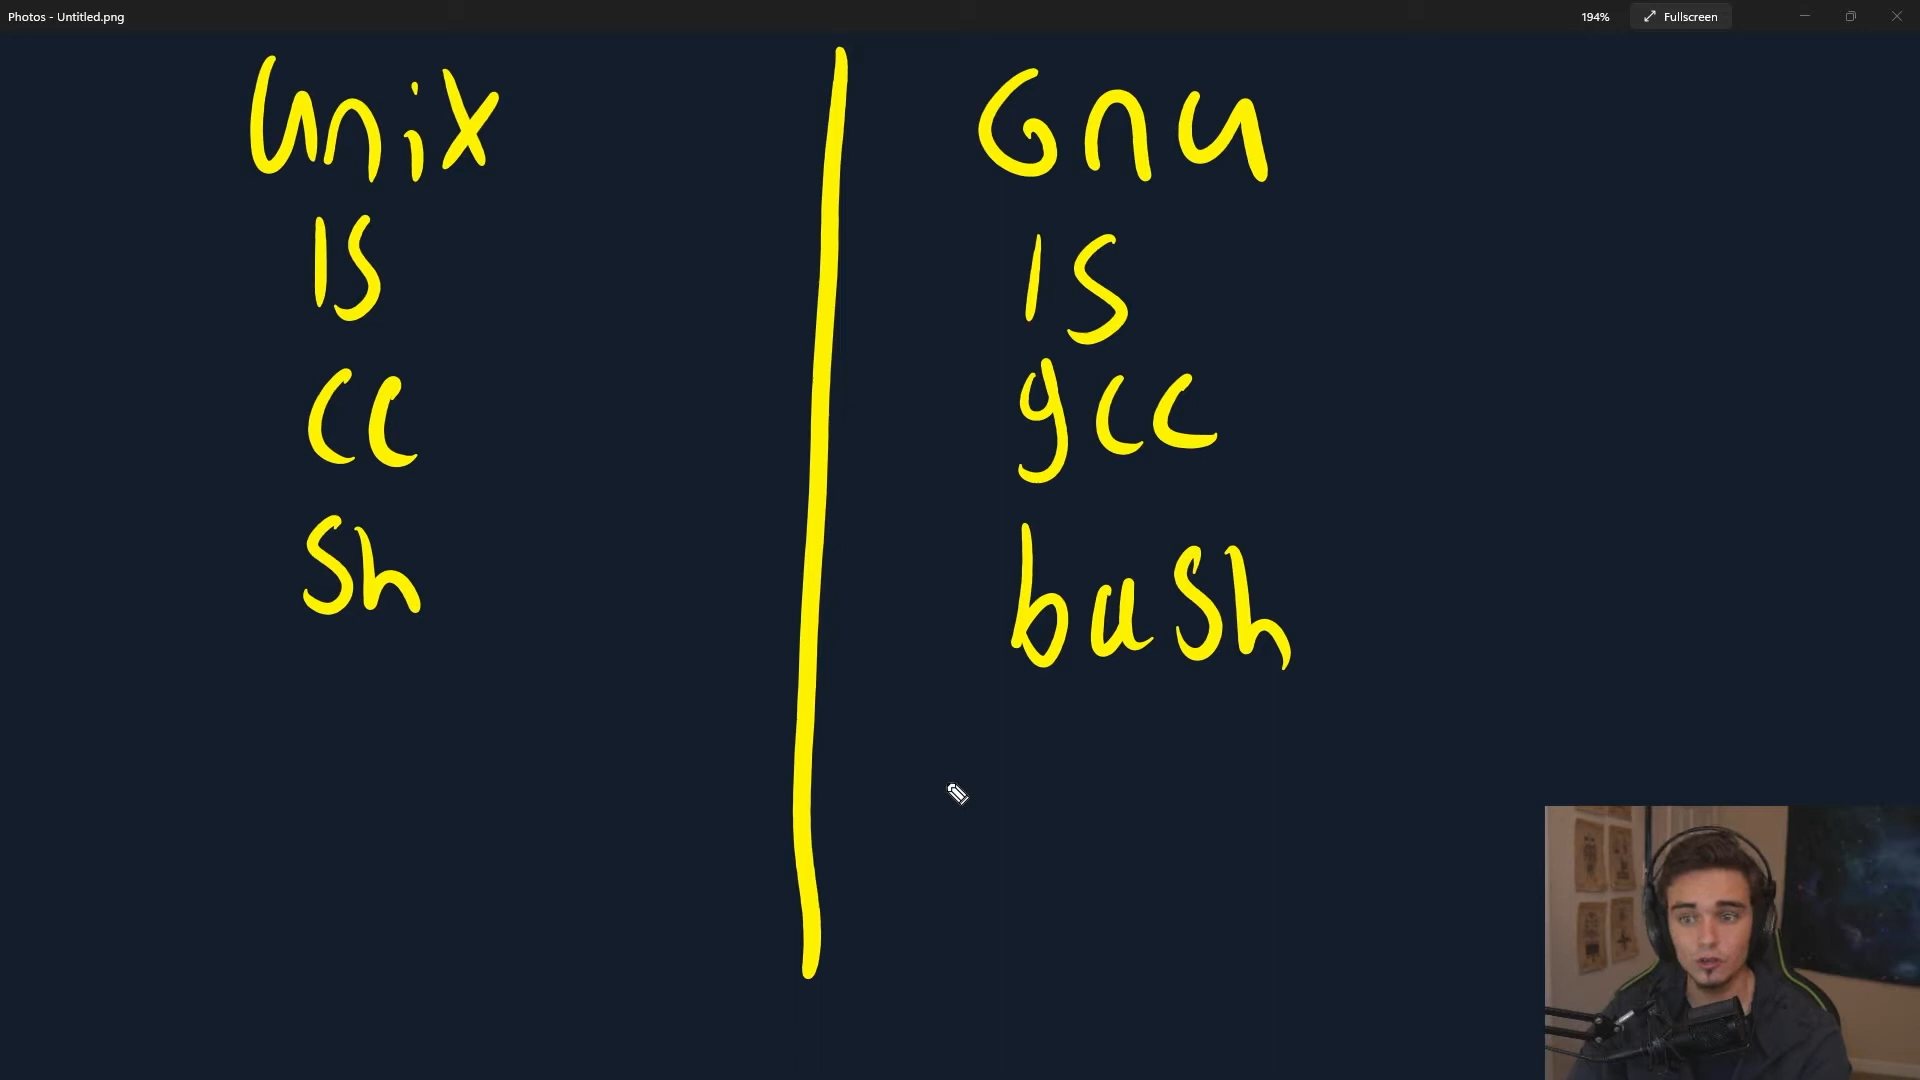 Photos - Untitled.png
194%
Fullscreen
Unix
ls
cc
sh
Gnu
ls
gcc
bash